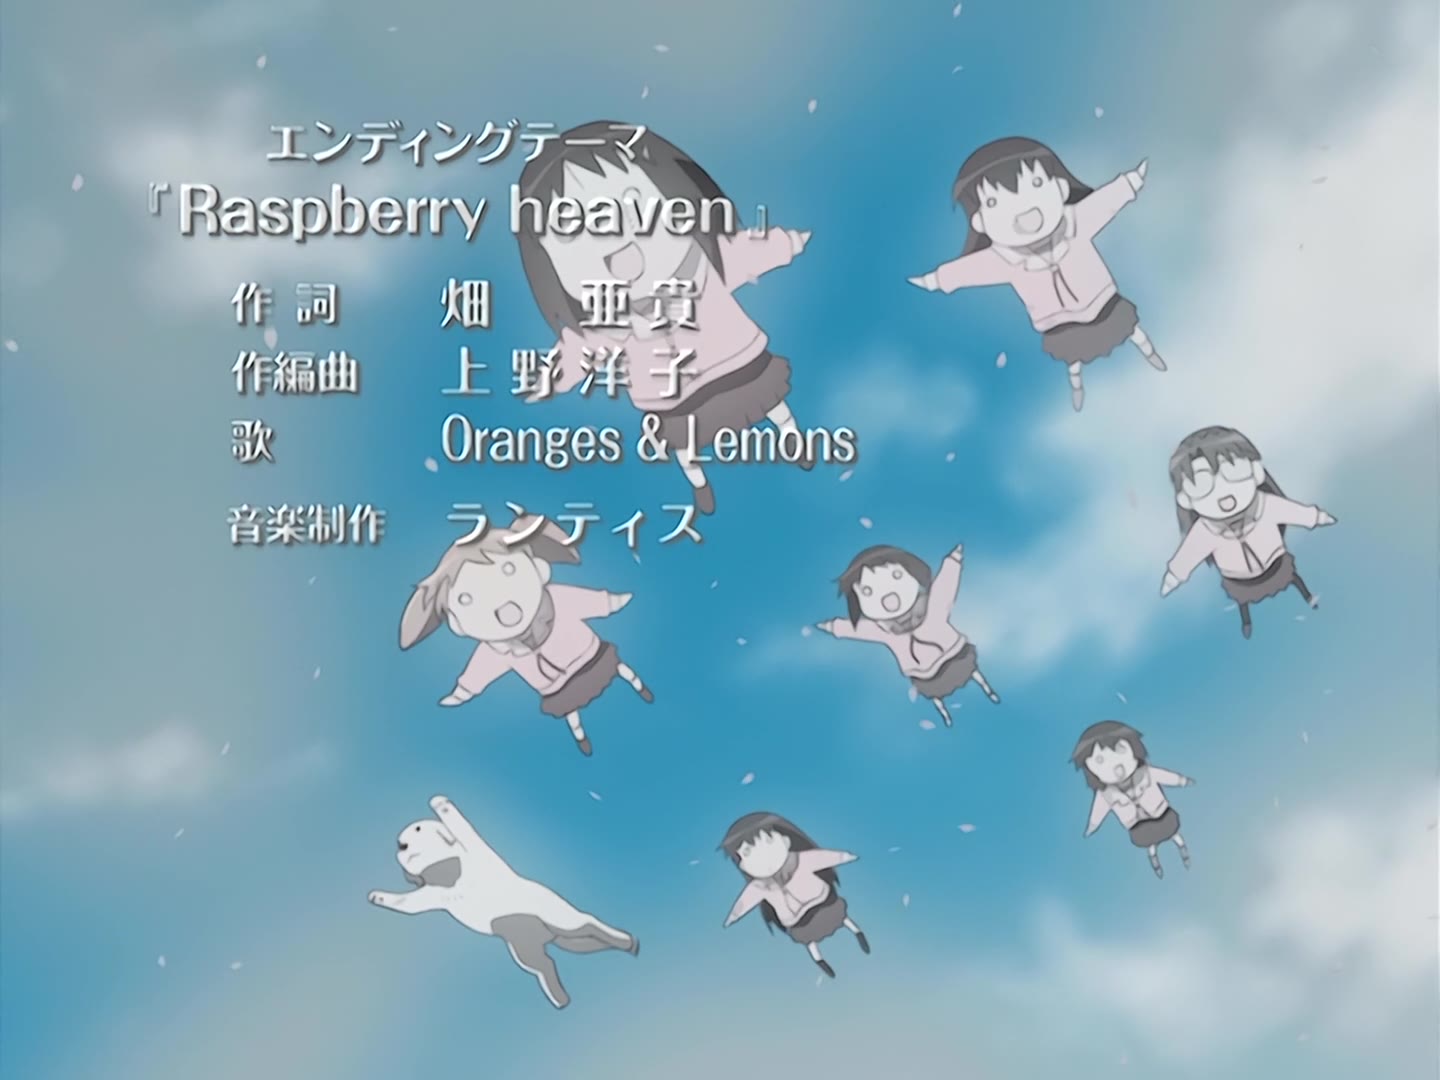 エンディングテーマ
『Raspberry heaven』
作詞 畑 亜貴
作編曲 上野洋子
歌 Oranges & Lemons
音楽制作 ランティス